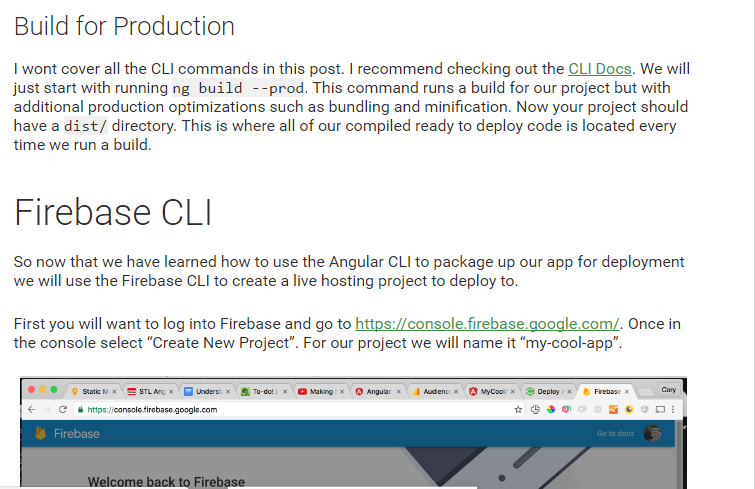 Build for Production
I wont cover all the CLI commands in this post. I recommend checking out the CLI Docs. We will
just start with running ng build --prod. This command runs a build for our project but with
additional production optimizations such as bundling and minification. Now your project should
have a dist/ directory. This is where all of our compiled ready to deploy code is located every
time we run a build.
Firebase CLI
So now that we have learned how to use the Angular CLI to package up our app for deployment
we will use the Firebase CLI to create a live hosting project to deploy to.
First you will want to log into Firebase and go to https://console.firebase.google.com/. Once in
the console select “Create New Project”. For our project we will name it “my-cool-app”.
Static M STL Ang Underst To-do! | Making Angular Audienc MyCool Deploy Firebase Cory
https://console.firebase.google.com
Firebase Go to docs
Welcome back to Firebase